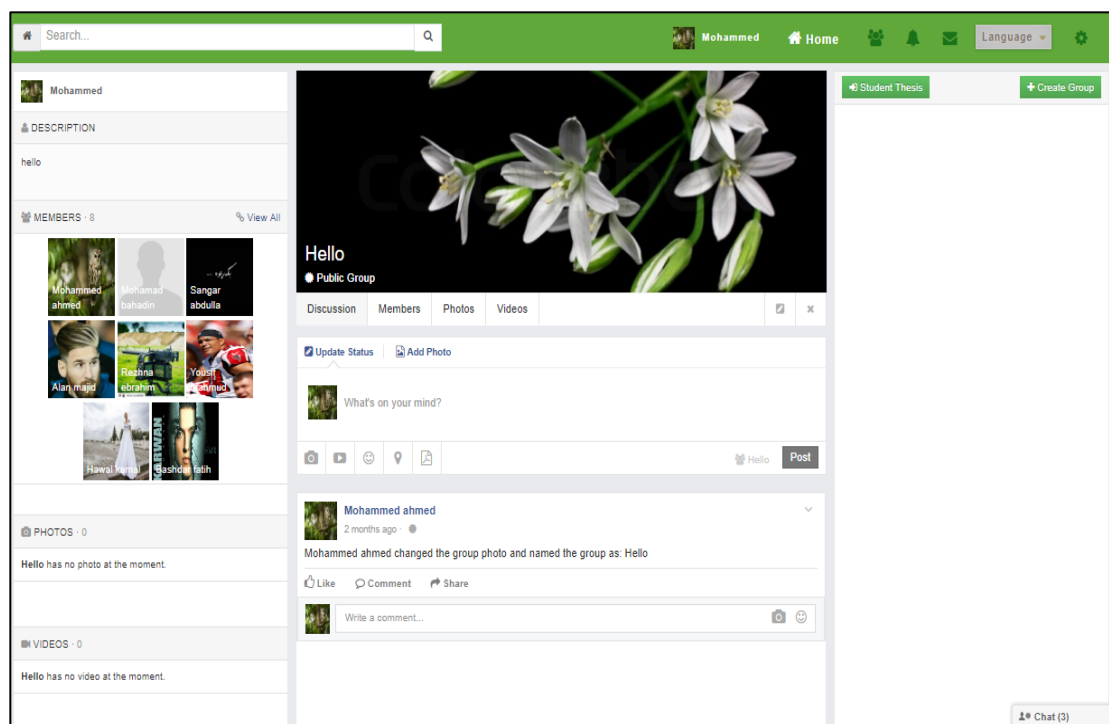 Search...
Mohammed
Home
Language
Mohammed
DESCRIPTION
hello
MEMBERS · 8
View All
Mohammed ahmed
Mohamad bahadin
Sangar abdulla
Alan majid
Rezhna ebrahim
Yousif mahmud
KARWAN
Hawal kamal
Bashdar fatih
PHOTOS · 0
Hello has no photo at the moment.
VIDEOS · 0
Hello has no video at the moment.
Hello
Public Group
Discussion Members Photos Videos
Update Status Add Photo
What's on your mind?
Hello Post
Mohammed ahmed
2 months ago ·
Mohammed ahmed changed the group photo and named the group as: Hello
Like Comment Share
Write a comment...
Student Thesis
+ Create Group
Chat (3)